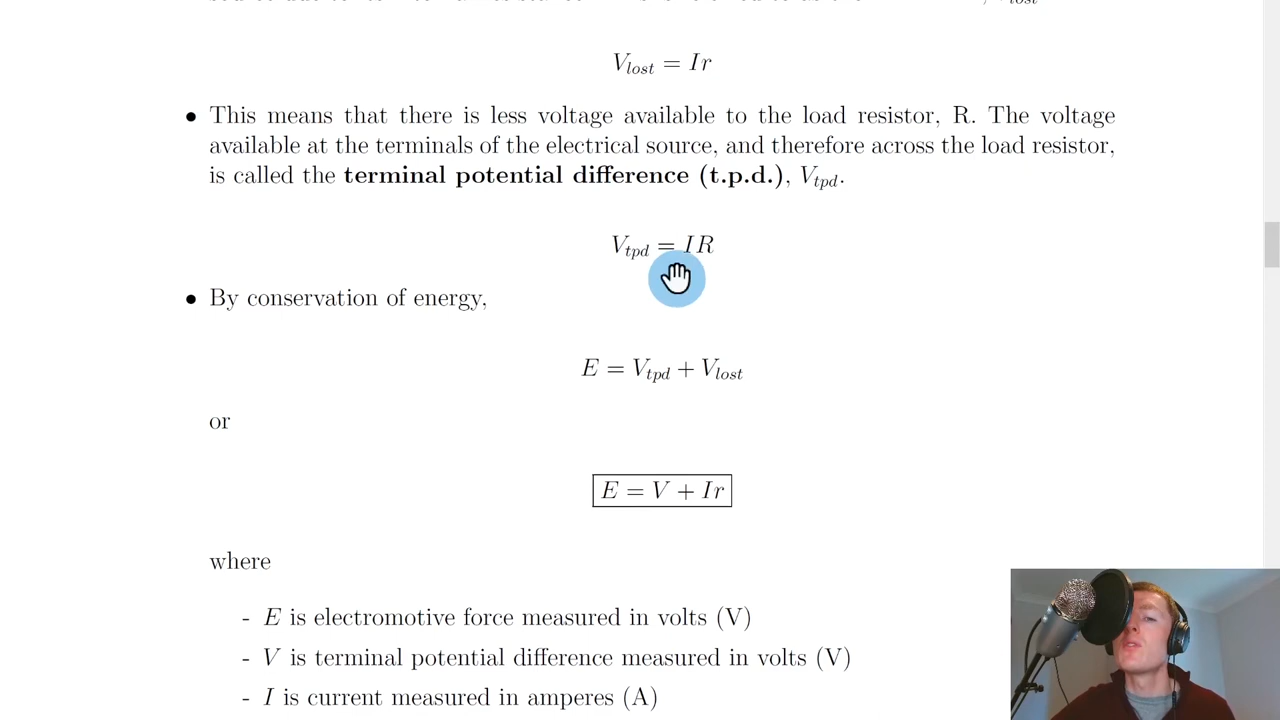 V_lost = Ir
• This means that there is less voltage available to the load resistor, R. The voltage
available at the terminals of the electrical source, and therefore across the load resistor,
is called the terminal potential difference (t.p.d.), V_tpd.
V_tpd = IR
• By conservation of energy,
E = V_tpd + V_lost
or
E = V + Ir
where
- E is electromotive force measured in volts (V)
- V is terminal potential difference measured in volts (V)
- I is current measured in amperes (A)